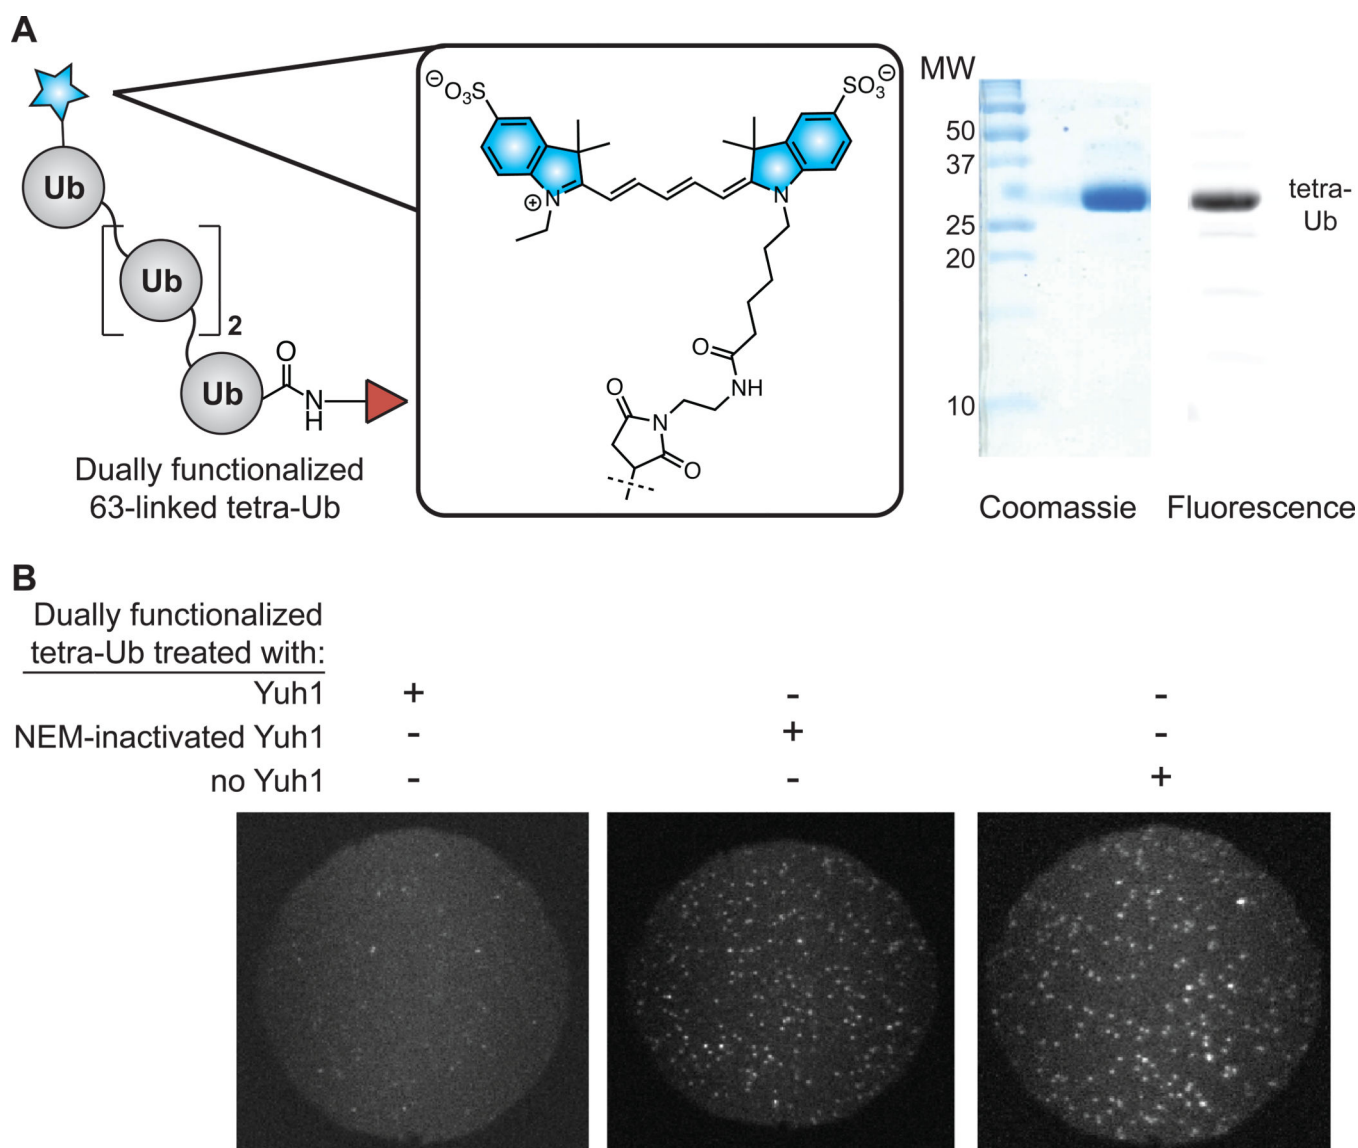 A
Ub
Ub
2
Ub
O
N
H
Dually functionalized
63-linked tetra-Ub
⊖O₃S
SO₃⊖
N
⊕
N
O
NH
O
N
O
MW
50
37
25
20
10
tetra-
Ub
Coomassie
Fluorescence
B
Dually functionalized
tetra-Ub treated with:
Yuh1 + - -
NEM-inactivated Yuh1 - + -
no Yuh1 - - +